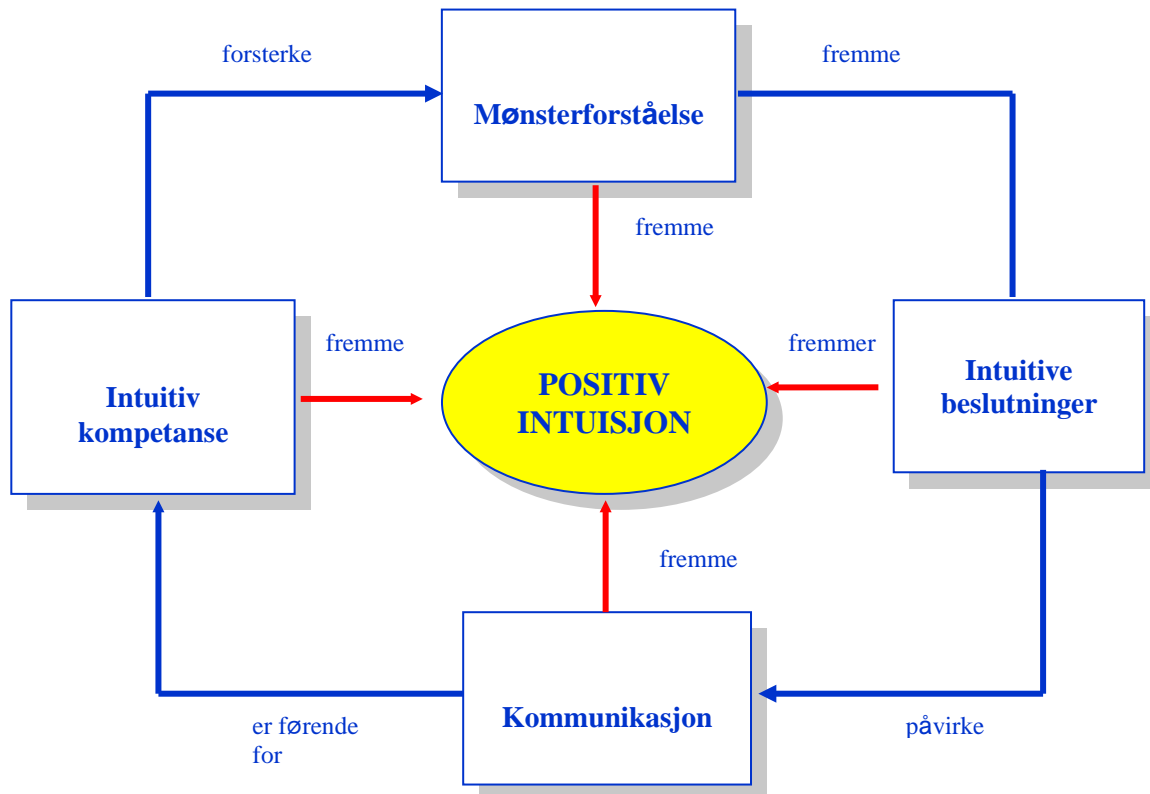 forsterke
fremme
Mønsterforståelse
fremme
fremme
fremmer
Intuitiv
kompetanse
POSITIV
INTUISJON
Intuitive
beslutninger
fremme
Kommunikasjon
er førende
for
påvirke